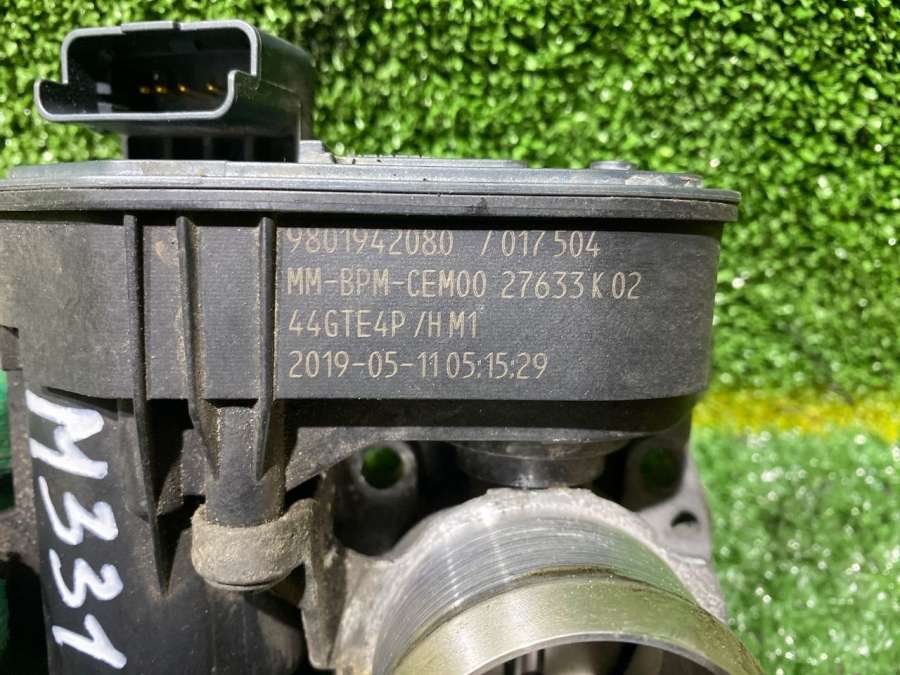 9801942080 /017504
MM-BPM-CEM00 27633 K 02
44GTE4P /H M1
2019-05-11 05:15:29
M331